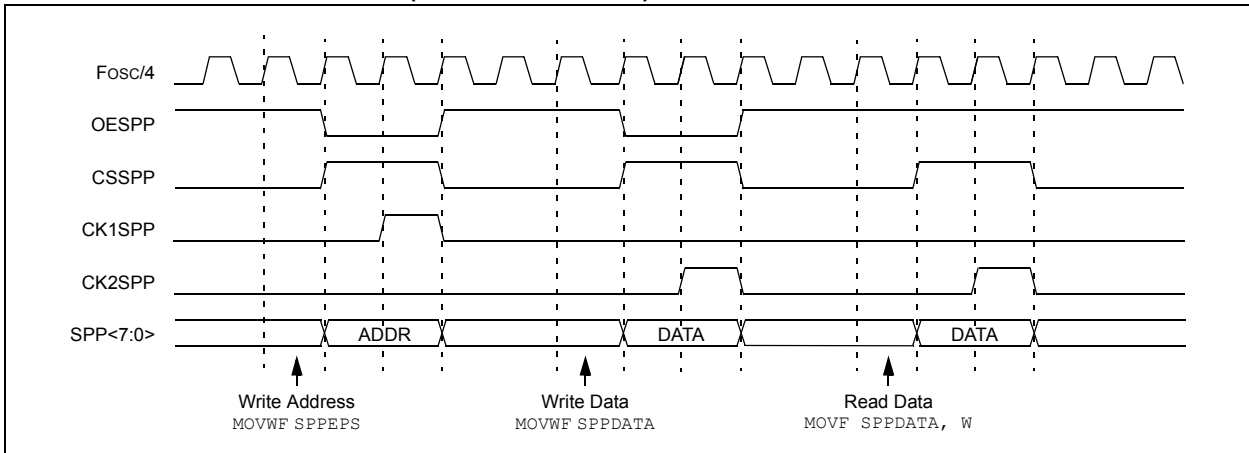 Fosc/4
OESPP
CSSPP
CK1SPP
CK2SPP
SPP<7:0>
ADDR
DATA
DATA
Write Address
MOVWF SPPEPS
Write Data
MOVWF SPPDATA
Read Data
MOVF SPPDATA, W